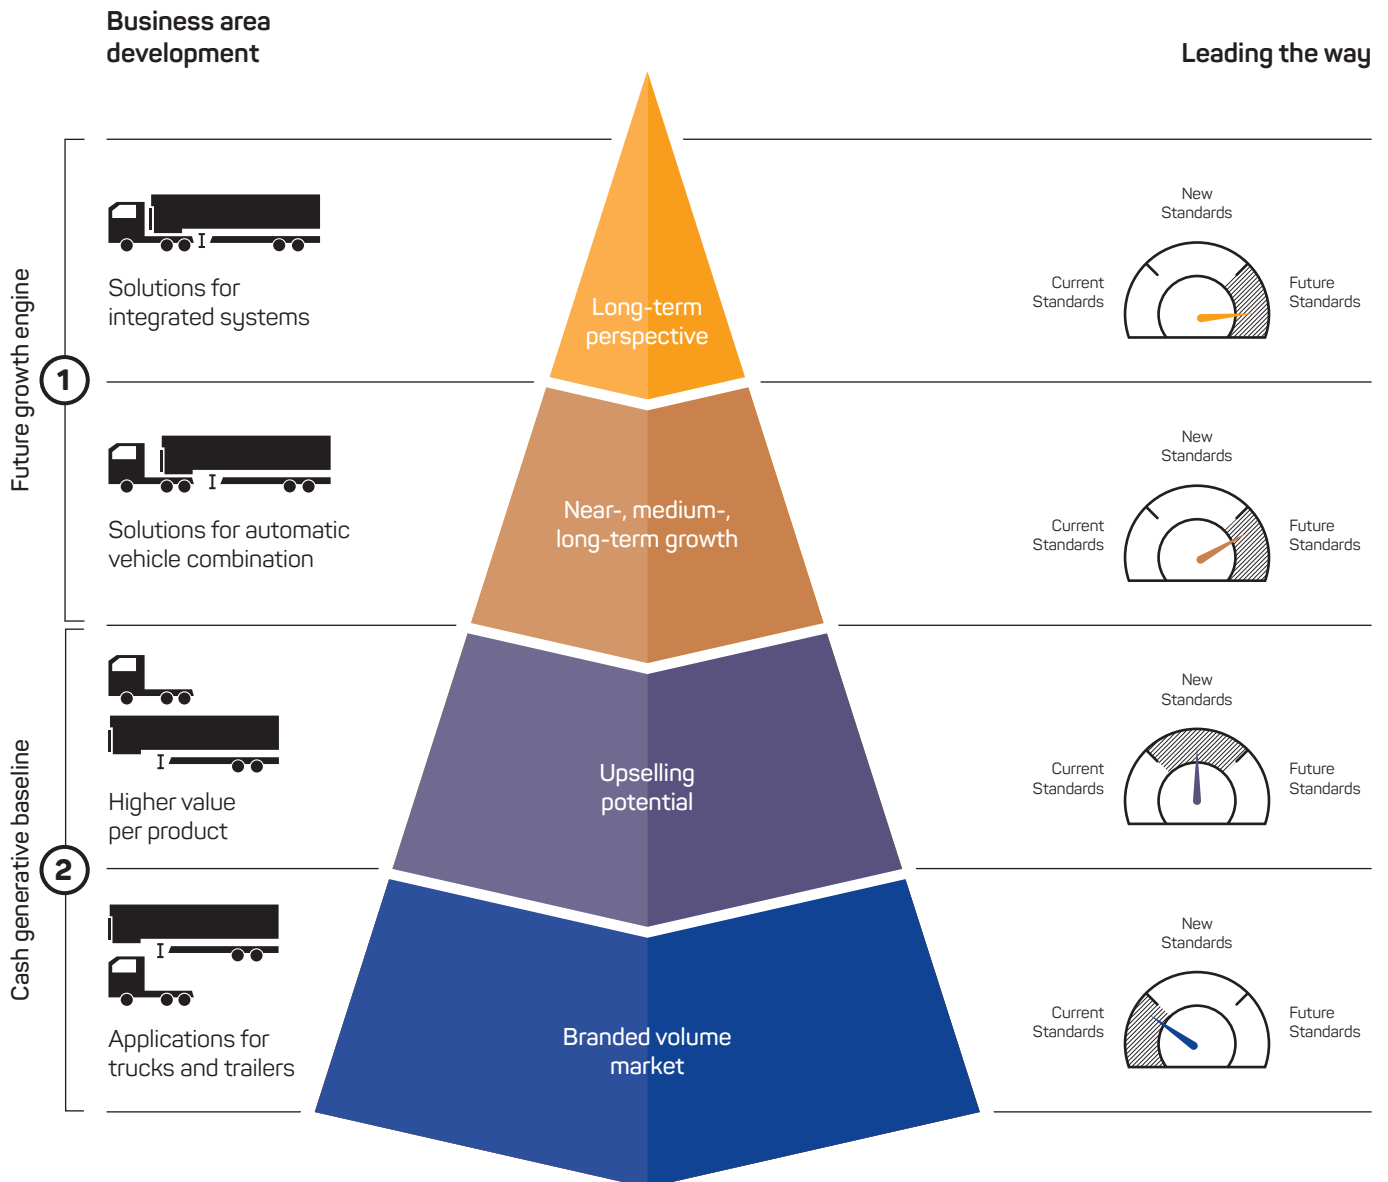 Business area
development
Leading the way
Future growth engine
1
Solutions for
integrated systems
Long-term
perspective
New
Standards
Current
Standards
Future
Standards
Solutions for automatic
vehicle combination
Near-, medium-,
long-term growth
New
Standards
Current
Standards
Future
Standards
Cash generative baseline
2
Higher value
per product
Upselling
potential
New
Standards
Current
Standards
Future
Standards
Applications for
trucks and trailers
Branded volume
market
New
Standards
Current
Standards
Future
Standards